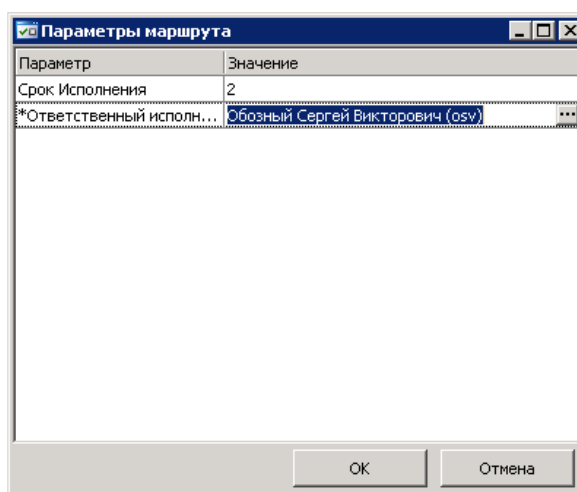 Параметры маршрута
Параметр Значение
Срок Исполнения 2
*Ответственный исполн... Обозный Сергей Викторович (osv) ...
ОК Отмена